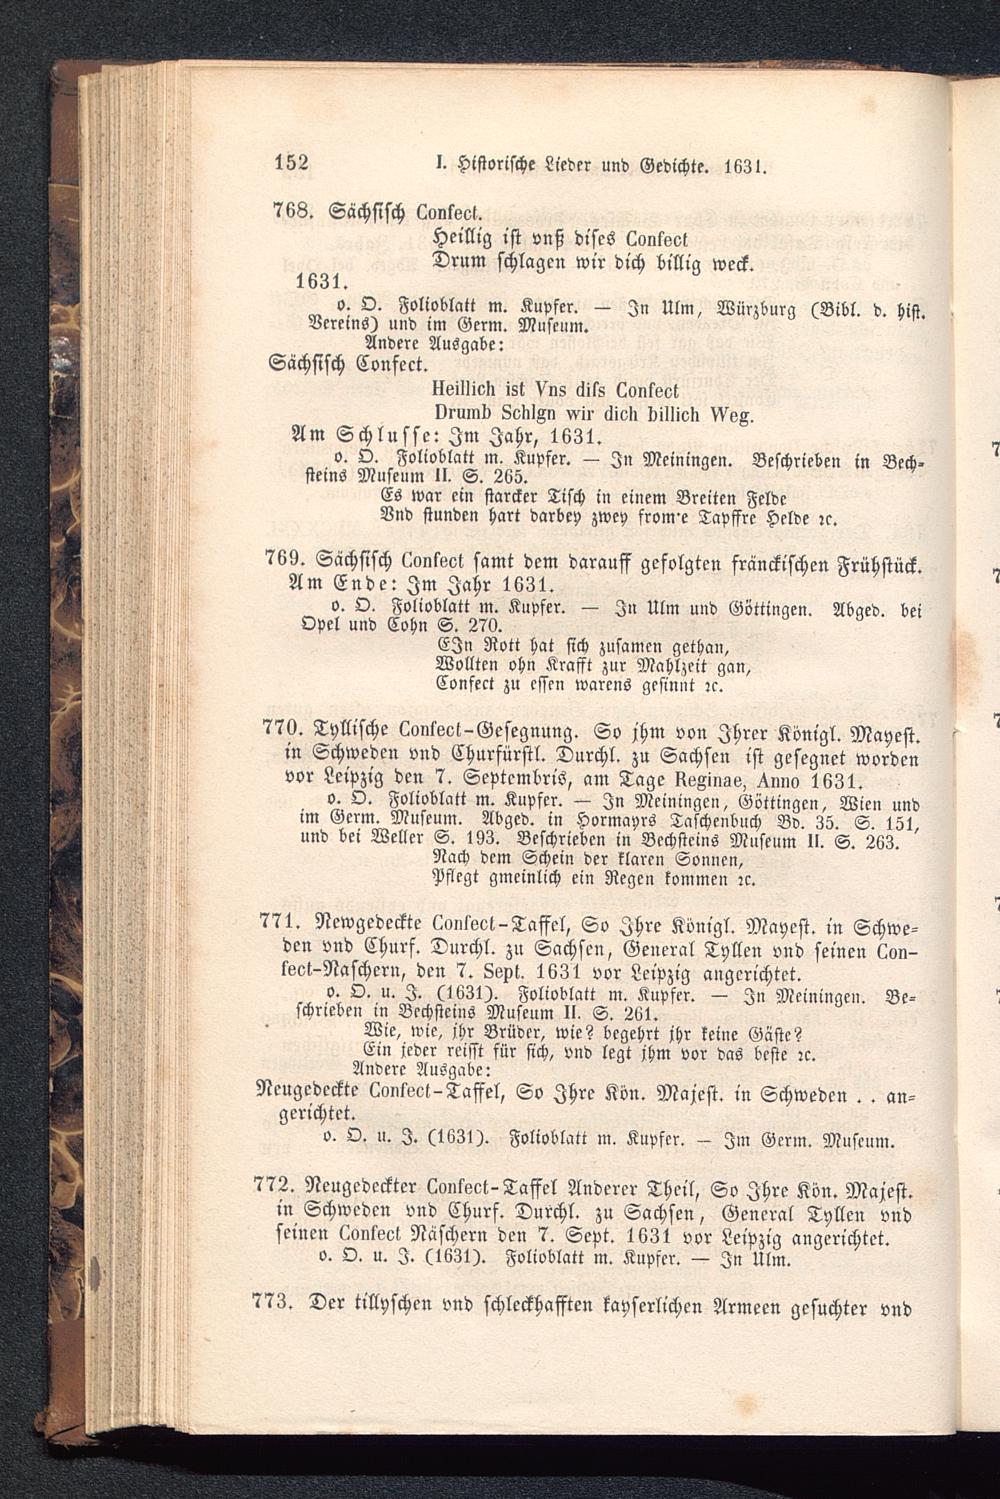 152 I. Historische Lieder und Gedichte. 1631.
768. Sächsisch Confect.
Heillig ist vnß dises Confect
Drum schlagen wir dich billig weck.
1631.
o. O. Folioblatt m. Kupfer. — In Ulm, Würzburg (Bibl. d. hist.
Vereins) und im Germ. Museum.
Andere Ausgabe:
Sächsisch Confect.
Heillich ist Vns difs Confect
Drumb Schlgn wir dich billich Weg.
Am Schlusse: Im Jahr, 1631.
o. O. Folioblatt m. Kupfer. — In Meiningen. Beschrieben in Bech-
steins Museum II. S. 265.
Es war ein starcker Tisch in einem Breiten Felde
Vnd stunden hart darbey zwey from·e Tapffre Helde ꝛc.
769. Sächsisch Confect samt dem darauff gefolgten fränckischen Frühstück.
Am Ende: Im Jahr 1631.
o. O. Folioblatt m. Kupfer. — In Ulm und Göttingen. Abged. bei
Opel und Cohn S. 270.
EIn Rott hat sich zusamen gethan,
Wollten ohn Krafft zur Mahlzeit gan,
Confect zu essen warens gesinnt ꝛc.
770. Tyllische Confect-Gesegnung. So jhm von Ihrer Königl. Mayest.
in Schweden vnd Churfürstl. Durchl. zu Sachsen ist gesegnet worden
vor Leipzig den 7. Septembris, am Tage Reginae, Anno 1631.
o. O. Folioblatt m. Kupfer. — In Meiningen, Göttingen, Wien und
im Germ. Museum. Abged. in Hormayrs Taschenbuch Bd. 35. S. 151,
und bei Weller S. 193. Beschrieben in Bechsteins Museum II. S. 263.
Nach dem Schein der klaren Sonnen,
Pflegt gmeinlich ein Regen kommen ꝛc.
771. Newgedeckte Confect-Taffel, So Ihre Königl. Mayest. in Schwe-
den vnd Churf. Durchl. zu Sachsen, General Tyllen vnd seinen Con-
fect-Naschern, den 7. Sept. 1631 vor Leipzig angerichtet.
o. O. u. J. (1631). Folioblatt m. Kupfer. — In Meiningen. Be-
schrieben in Bechsteins Museum II. S. 261.
Wie, wie, jhr Brüder, wie? begehrt jhr keine Gäste?
Ein jeder reisst für sich, vnd legt jhm vor das beste ꝛc.
Andere Ausgabe:
Neugedeckte Confect-Taffel, So Ihre Kön. Majest. in Schweden . . an-
gerichtet.
o. O. u. J. (1631). Folioblatt m. Kupfer. — Im Germ. Museum.
772. Neugedeckter Confect-Taffel Anderer Theil, So Ihre Kön. Majest.
in Schweden vnd Churf. Durchl. zu Sachsen, General Tyllen vnd
seinen Confect Näschern den 7. Sept. 1631 vor Leipzig angerichtet.
o. O. u. J. (1631). Folioblatt m. Kupfer. — In Ulm.
773. Der tillyschen vnd schleckhafften kayserlichen Armeen gesuchter vnd